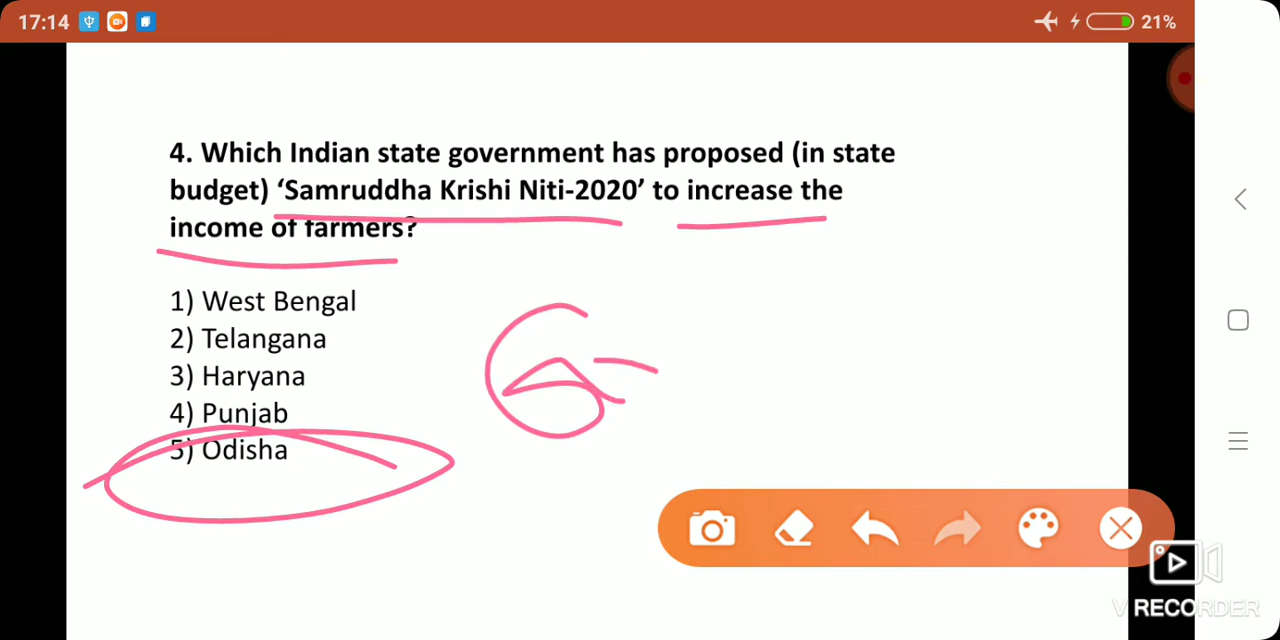 17:14
21%
4. Which Indian state government has proposed (in state
budget) ‘Samruddha Krishi Niti-2020’ to increase the
income of farmers?
1) West Bengal
2) Telangana
3) Haryana
4) Punjab
5) Odisha
V RECORDER